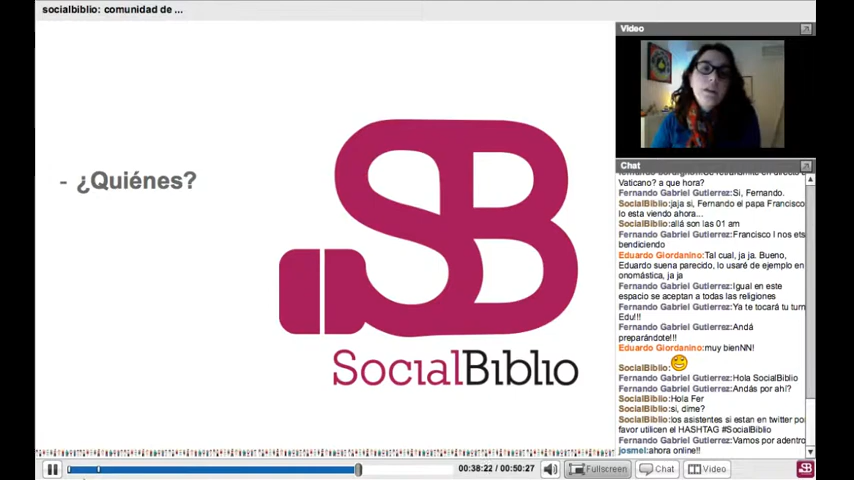 socialbiblio: comunidad de ...
- ¿Quiénes?
SocialBiblio
Video
Chat
Vaticano? a que hora?
Fernando Gabriel Gutierrez:Si, Fernando.
SocialBiblio:jaja si, Fernando el papa Francisco
lo esta viendo ahora...
SocialBiblio:allá son las 01 am
Fernando Gabriel Gutierrez:Francisco I nos ets
bendiciendo
Eduardo Giordanino:Tal cual, ja ja. Bueno,
Eduardo suena parecido, lo usaré de ejemplo en
onomástica, ja ja
Fernando Gabriel Gutierrez:Igual en este
espacio se aceptan a todas las religiones
Fernando Gabriel Gutierrez:Ya te tocará tu turn
Edu!!!
Fernando Gabriel Gutierrez:Andá
preparándote!!!
Eduardo Giordanino:muy bienNN!
SocialBiblio:
Fernando Gabriel Gutierrez:Hola SocialBiblio
Fernando Gabriel Gutierrez:Andás por ahí?
SocialBiblio:Hola Fer
SocialBiblio:si, dime?
SocialBiblio:los asistentes si estan en twitter po
favor utilicen el HASHTAG #SocialBiblio
Fernando Gabriel Gutierrez:Vamos por adentro
josmel:ahora online!!
00:38:22 / 00:50:27
Fullscreen
Chat
Video